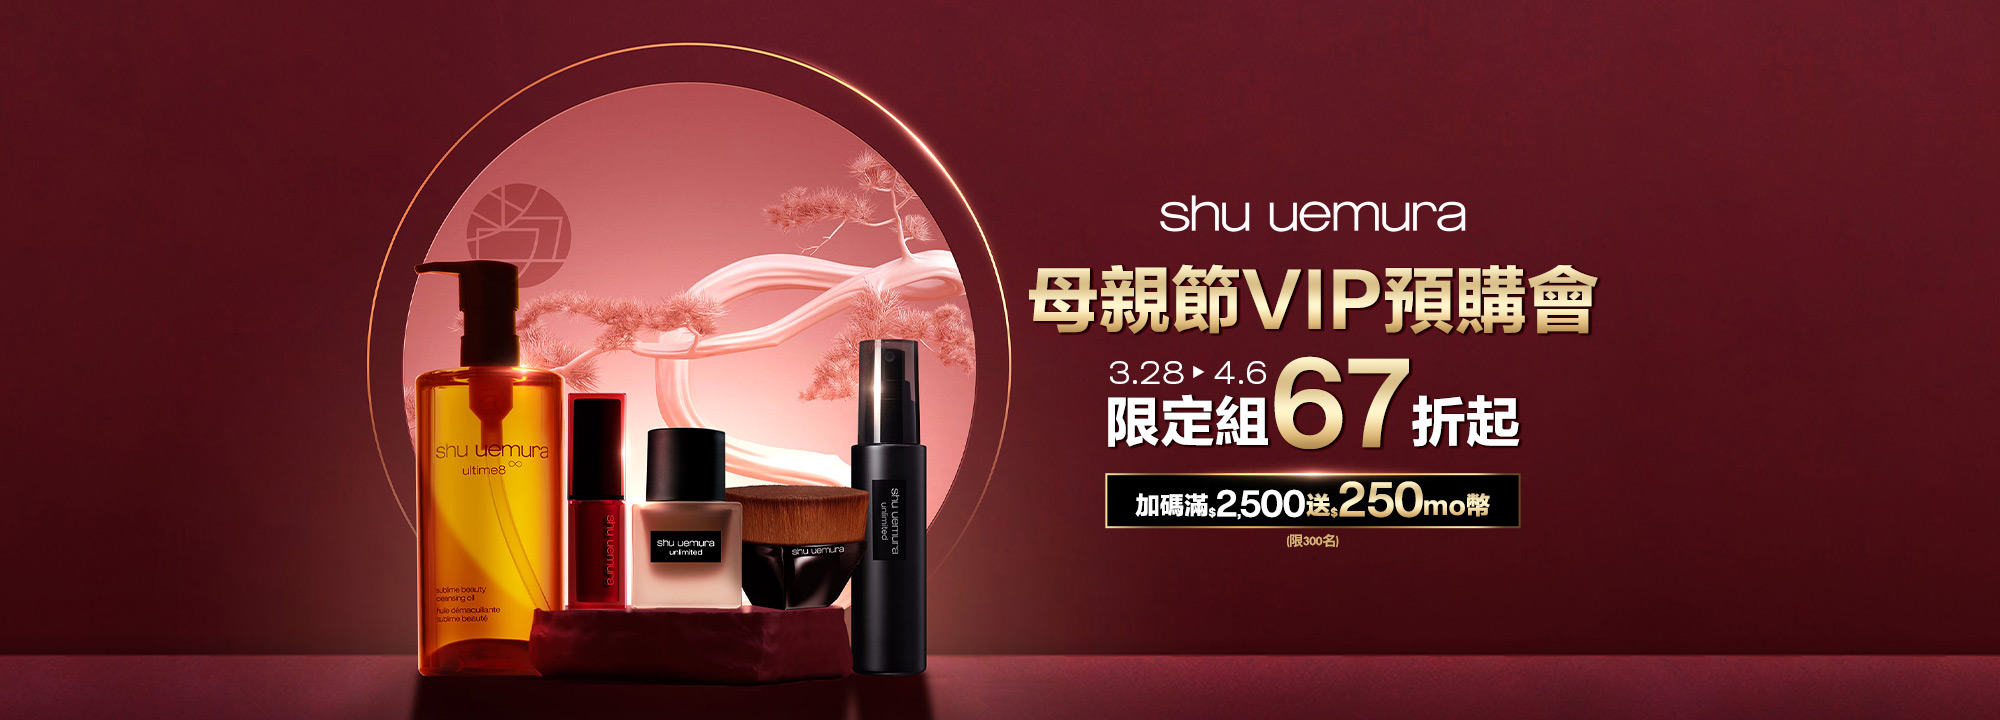 shu uemura
母親節VIP預購會
3.28 ▸ 4.6
限定組67折起
加碼滿$2,500送$250mo幣
(限300名)
shu uemura
ultime8∞
sublime beauty
cleansing oil
huile démaquillante
sublime beauté
shu uemura
shu uemura
unlimited
shu uemura
shu uemura
unlimited